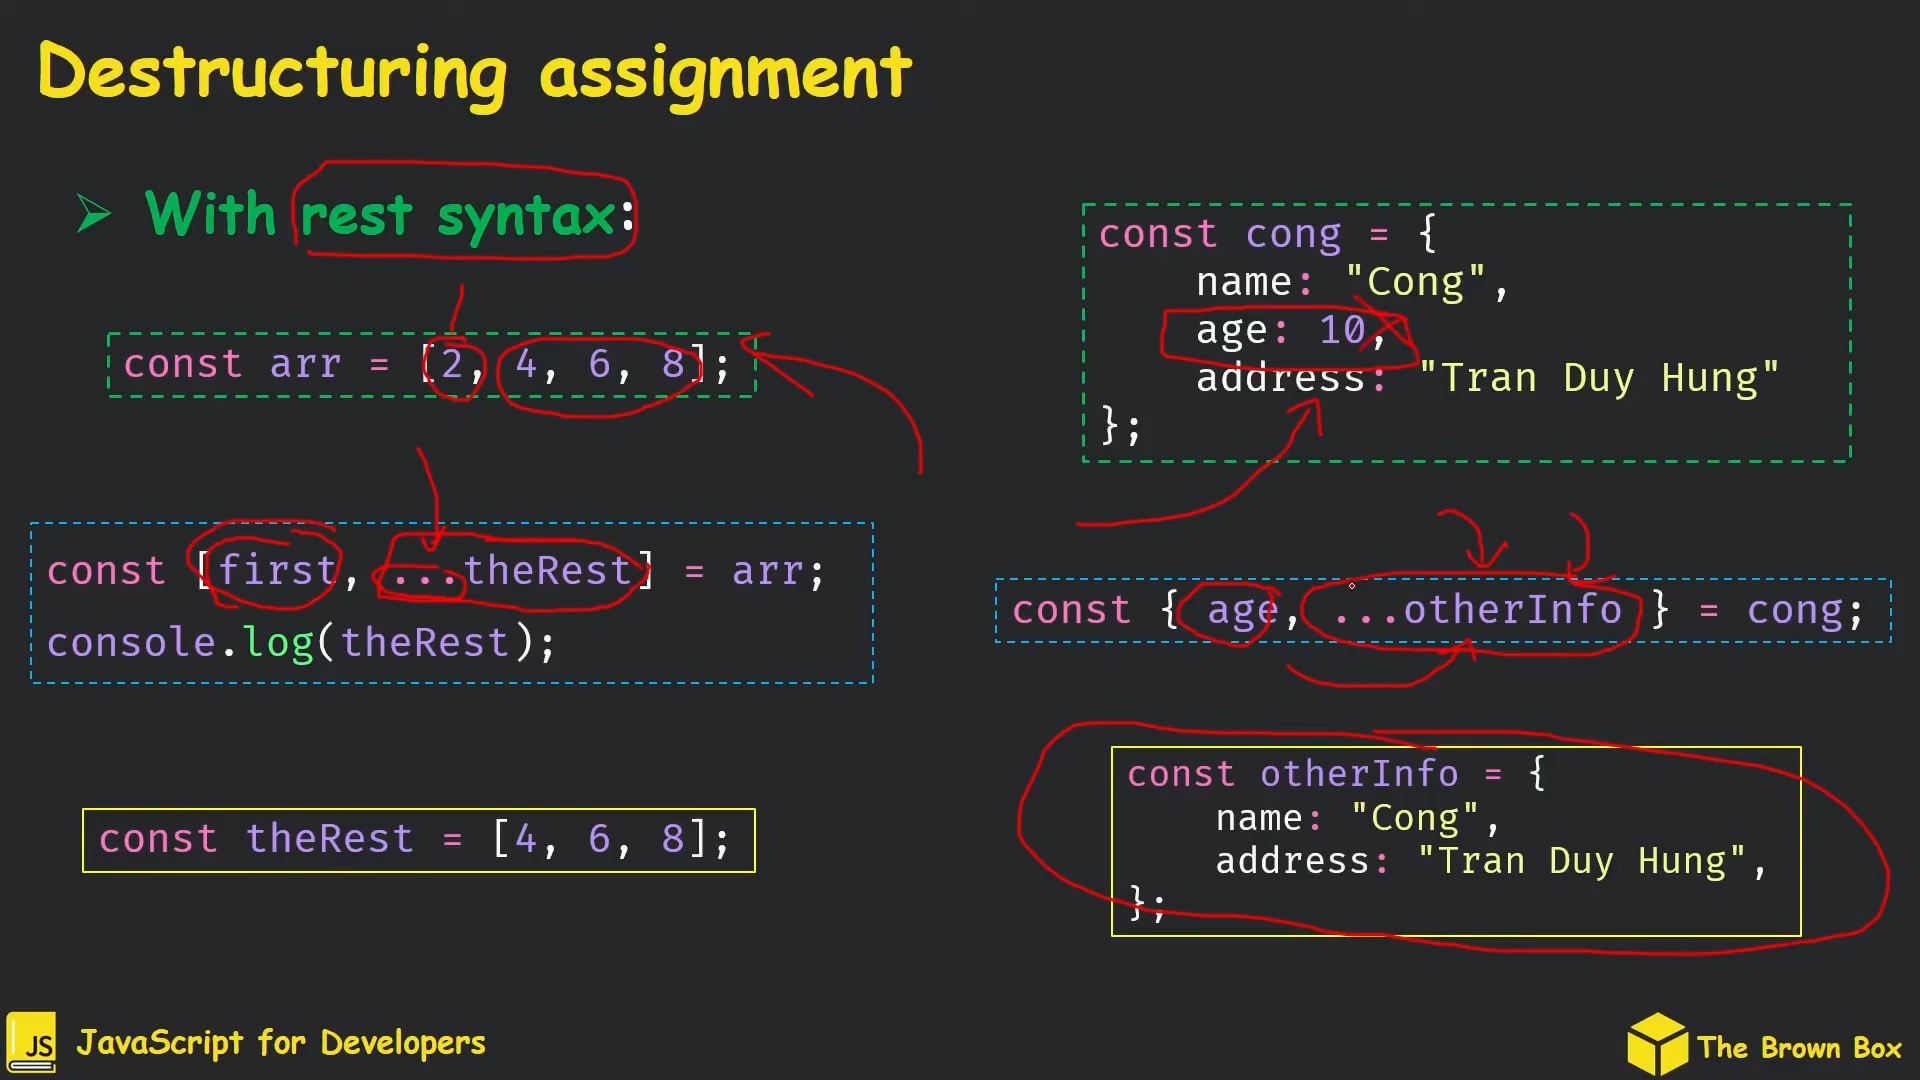 Destructuring assignment
With rest syntax:
const arr = [2, 4, 6, 8];
const [first, ...theRest] = arr;
console.log(theRest);
const theRest = [4, 6, 8];
const cong = {
name: "Cong",
age: 10,
address: "Tran Duy Hung"
};
const { age, ...otherInfo } = cong;
const otherInfo = {
name: "Cong",
address: "Tran Duy Hung",
};
JS
JavaScript for Developers
The Brown Box